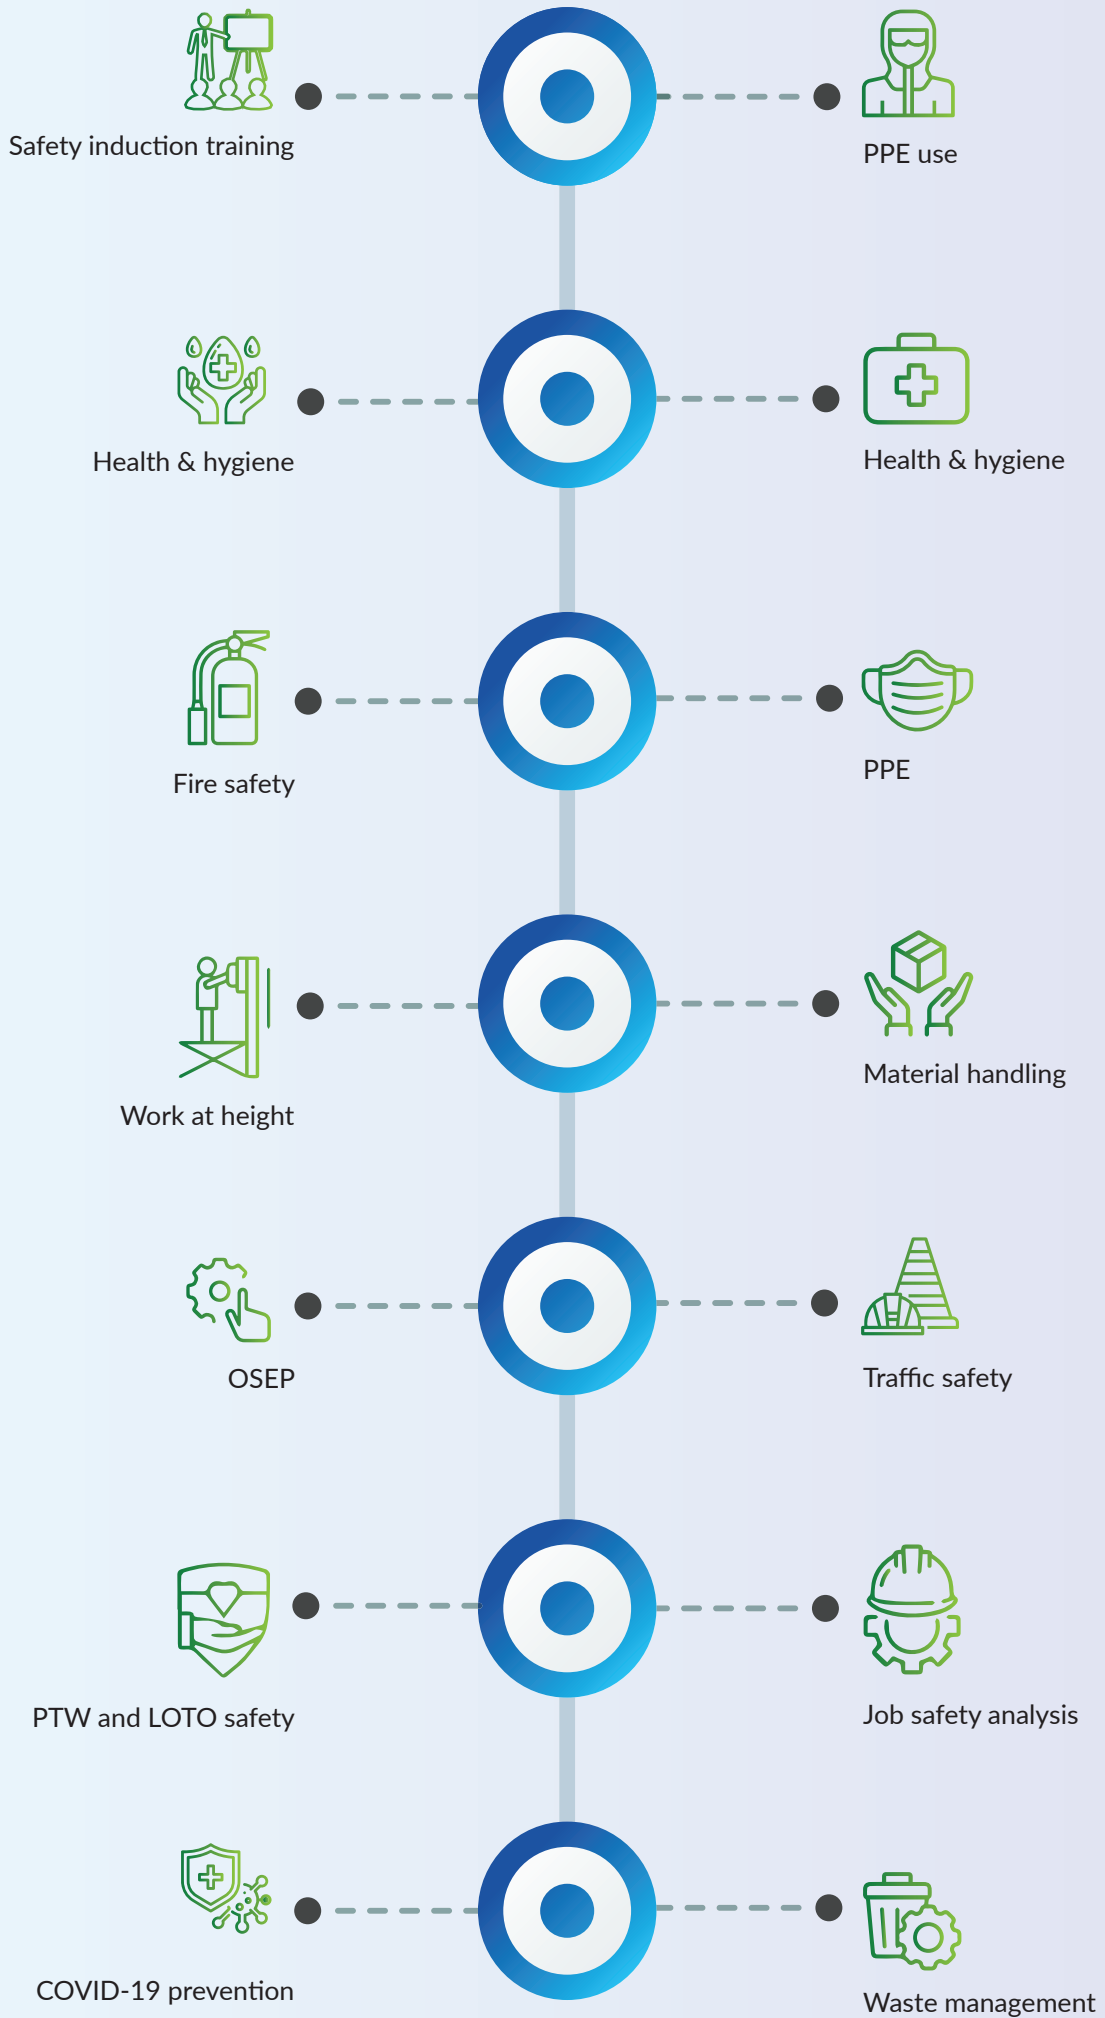 Safety induction training
PPE use
Health & hygiene
Health & hygiene
Fire safety
PPE
Work at height
Material handling
OSEP
Traffic safety
PTW and LOTO safety
Job safety analysis
COVID-19 prevention
Waste management